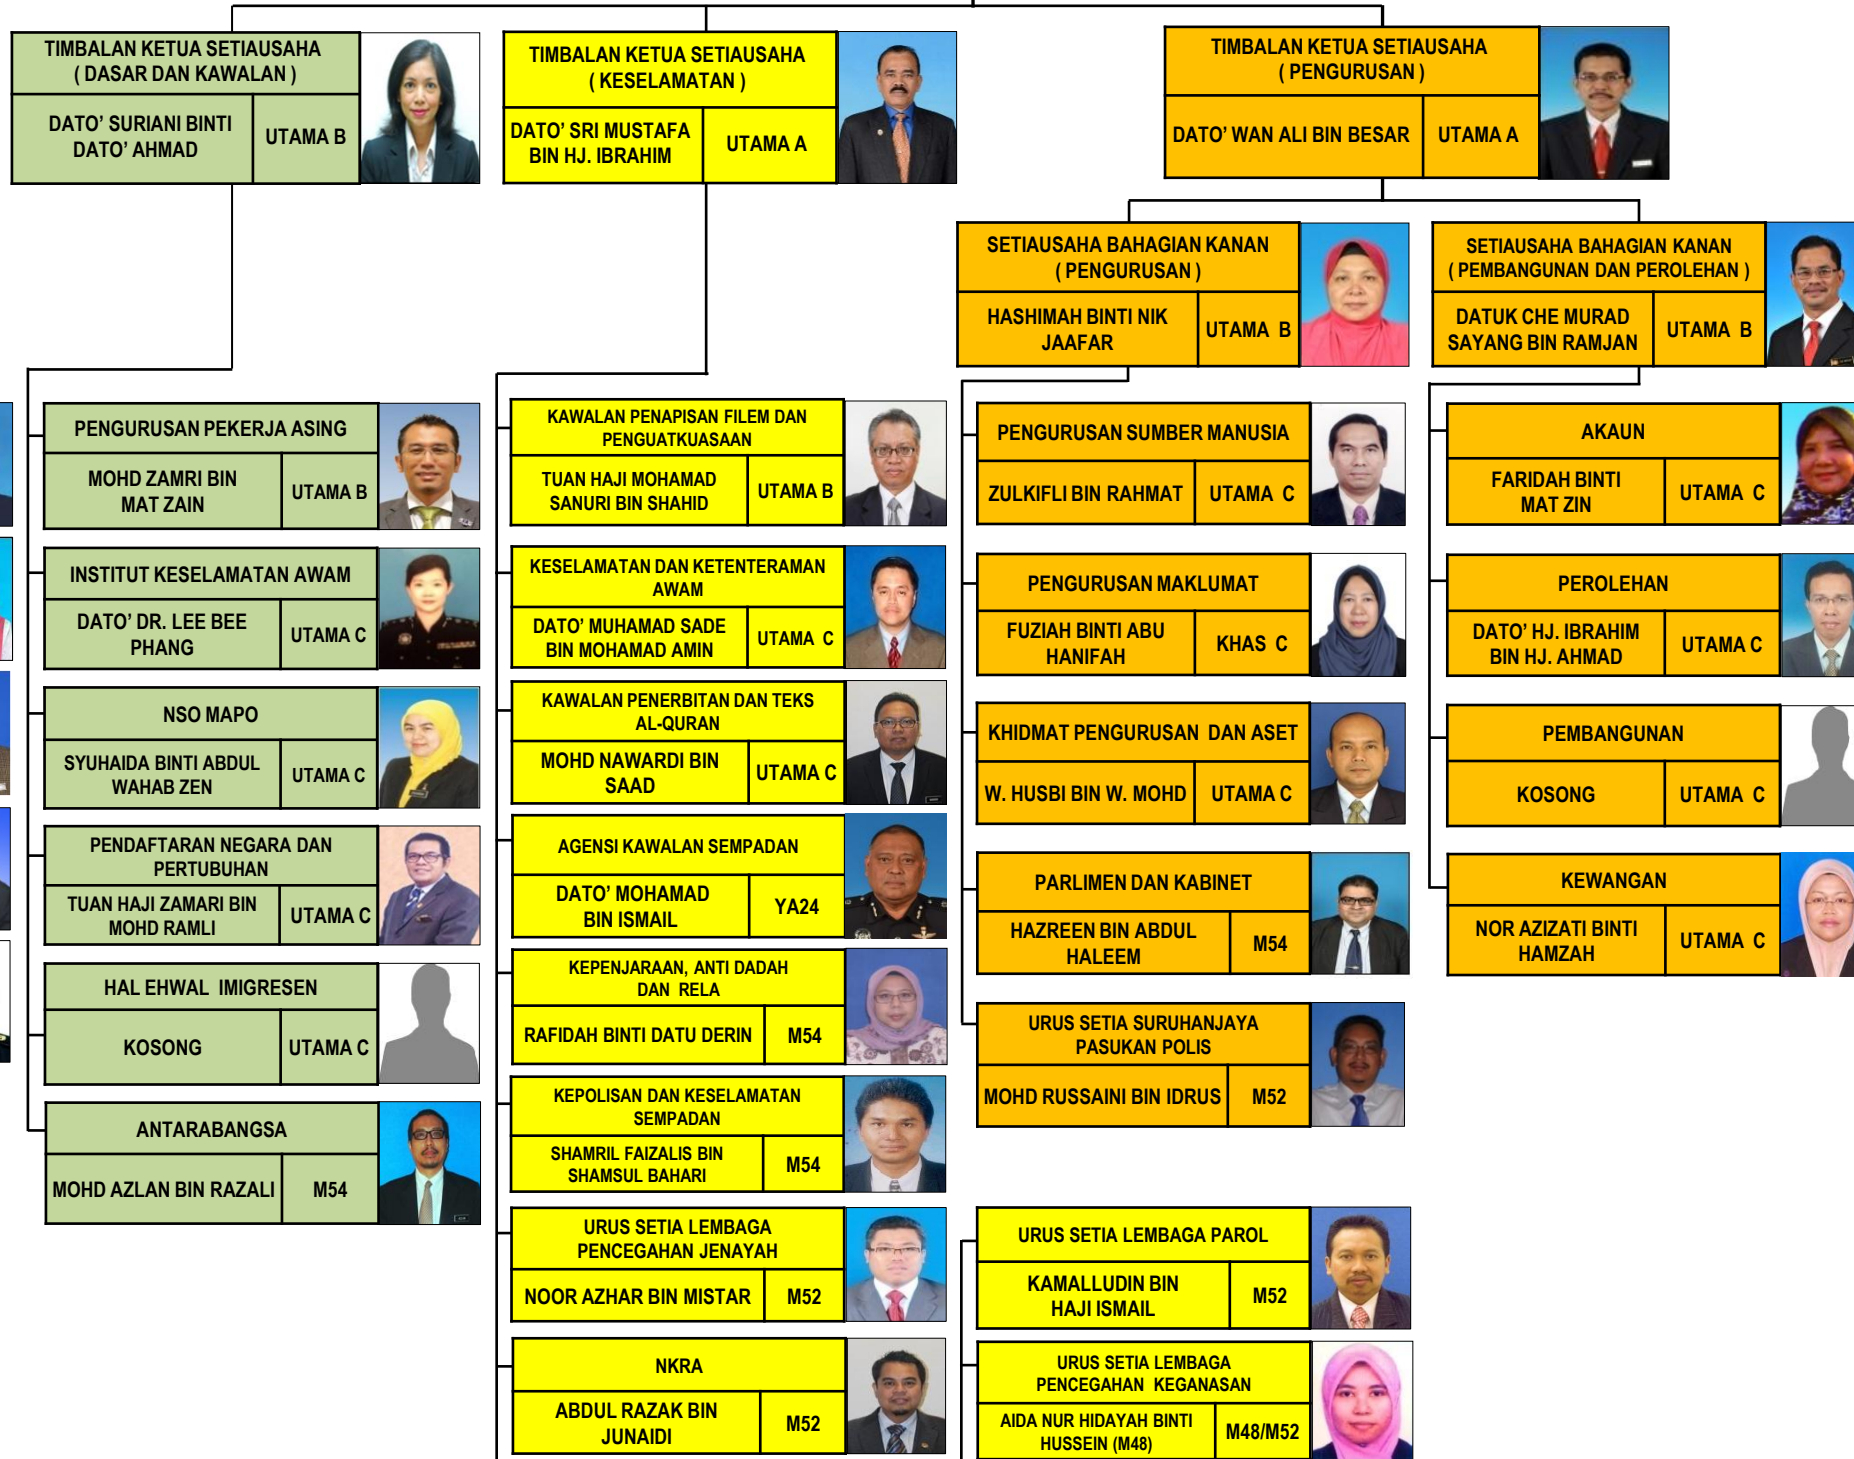 TIMBALAN KETUA SETIAUSAHA
( DASAR DAN KAWALAN )
DATO' SURIANI BINTI
DATO' AHMAD
UTAMA B
TIMBALAN KETUA SETIAUSAHA
( KESELAMATAN )
DATO' SRI MUSTAFA
BIN HJ. IBRAHIM
UTAMA A
TIMBALAN KETUA SETIAUSAHA
( PENGURUSAN )
DATO' WAN ALI BIN BESAR
UTAMA A
SETIAUSAHA BAHAGIAN KANAN
( PENGURUSAN )
HASHIMAH BINTI NIK
JAAFAR
UTAMA B
SETIAUSAHA BAHAGIAN KANAN
( PEMBANGUNAN DAN PEROLEHAN )
DATUK CHE MURAD
SAYANG BIN RAMJAN
UTAMA B
PENGURUSAN PEKERJA ASING
MOHD ZAMRI BIN
MAT ZAIN
UTAMA B
INSTITUT KESELAMATAN AWAM
DATO' DR. LEE BEE
PHANG
UTAMA C
NSO MAPO
SYUHAIDA BINTI ABDUL
WAHAB ZEN
UTAMA C
PENDAFTARAN NEGARA DAN
PERTUBUHAN
TUAN HAJI ZAMARI BIN
MOHD RAMLI
UTAMA C
HAL EHWAL IMIGRESEN
KOSONG
UTAMA C
ANTARABANGSA
MOHD AZLAN BIN RAZALI
M54
KAWALAN PENAPISAN FILEM DAN
PENGUATKUASAAN
TUAN HAJI MOHAMAD
SANURI BIN SHAHID
UTAMA B
KESELAMATAN DAN KETENTERAMAN
AWAM
DATO' MUHAMAD SADE
BIN MOHAMAD AMIN
UTAMA C
KAWALAN PENERBITAN DAN TEKS
AL-QURAN
MOHD NAWARDI BIN
SAAD
UTAMA C
AGENSI KAWALAN SEMPADAN
DATO' MOHAMAD
BIN ISMAIL
YA24
KEPENJARAAN, ANTI DADAH
DAN RELA
RAFIDAH BINTI DATU DERIN
M54
KEPOLISAN DAN KESELAMATAN
SEMPADAN
SHAMRIL FAIZALIS BIN
SHAMSUL BAHARI
M54
URUS SETIA LEMBAGA
PENCEGAHAN JENAYAH
NOOR AZHAR BIN MISTAR
M52
NKRA
ABDUL RAZAK BIN
JUNAIDI
M52
PENGURUSAN SUMBER MANUSIA
ZULKIFLI BIN RAHMAT
UTAMA C
PENGURUSAN MAKLUMAT
FUZIAH BINTI ABU
HANIFAH
KHAS C
KHIDMAT PENGURUSAN DAN ASET
W. HUSBI BIN W. MOHD
UTAMA C
PARLIMEN DAN KABINET
HAZREEN BIN ABDUL
HALEEM
M54
URUS SETIA SURUHANJAYA
PASUKAN POLIS
MOHD RUSSAINI BIN IDRUS
M52
URUS SETIA LEMBAGA PAROL
KAMALLUDIN BIN
HAJI ISMAIL
M52
URUS SETIA LEMBAGA
PENCEGAHAN KEGANASAN
AIDA NUR HIDAYAH BINTI
HUSSEIN (M48)
M48/M52
AKAUN
FARIDAH BINTI
MAT ZIN
UTAMA C
PEROLEHAN
DATO' HJ. IBRAHIM
BIN HJ. AHMAD
UTAMA C
PEMBANGUNAN
KOSONG
UTAMA C
KEWANGAN
NOR AZIZATI BINTI
HAMZAH
UTAMA C